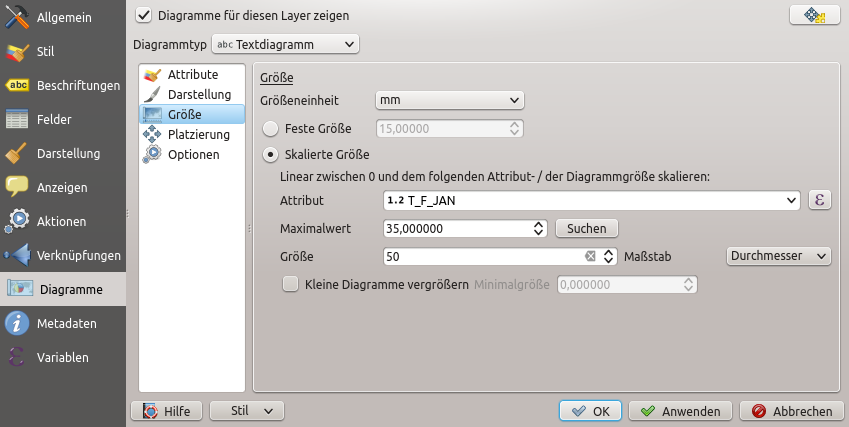 Allgemein
Stil
abc Beschriftungen
Felder
Darstellung
Anzeigen
Aktionen
Verknüpfungen
Diagramme
Metadaten
Variablen
Diagramme für diesen Layer zeigen
Diagrammtyp abc Textdiagramm
Attribute
Darstellung
Größe
Platzierung
Optionen
Größe
Größeneinheit mm
Feste Größe 15,00000
Skalierte Größe
Linear zwischen 0 und dem folgenden Attribut- / der Diagrammgröße skalieren:
Attribut 1.2 T_F_JAN ε
Maximalwert 35,000000 Suchen
Größe 50 Maßstab Durchmesser
Kleine Diagramme vergrößern Minimalgröße 0,000000
Hilfe Stil OK Anwenden Abbrechen